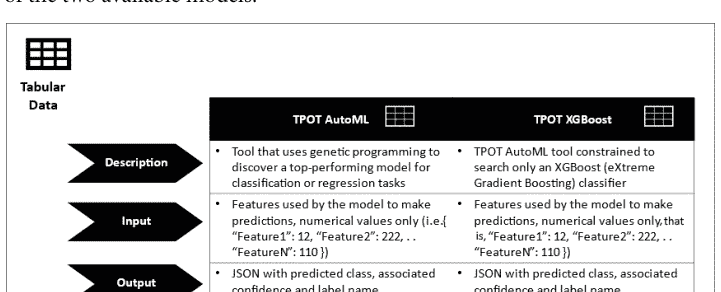 of the two available models.
Tabular
Data
TPOT AutoML
TPOT XGBoost
Description
• Tool that uses genetic programming to
discover a top-performing model for
classification or regression tasks
• TPOT AutoML tool constrained to
search only an XGBoost (eXtreme
Gradient Boosting) classifier
Input
• Features used by the model to make
predictions, numerical values only (i.e.{
“Feature1”: 12, “Feature2”: 222, . .
“FeatureN”: 110 })
• Features used by the model to make
predictions, numerical values only, that
is, “Feature1”: 12, “Feature2”: 222, . .
“FeatureN”: 110 })
Output
• JSON with predicted class, associated
confidence and label name
• JSON with predicted class, associated
confidence and label name